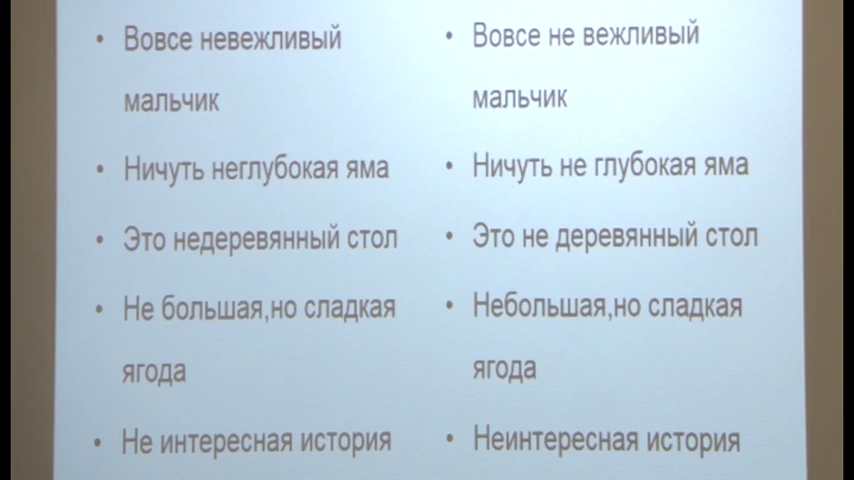 • Вовсе невежливый
мальчик
• Ничуть неглубокая яма
• Это недеревянный стол
• Не большая,но сладкая
ягода
• Не интересная история
• Вовсе не вежливый
мальчик
• Ничуть не глубокая яма
• Это не деревянный стол
• Небольшая,но сладкая
ягода
• Неинтересная история